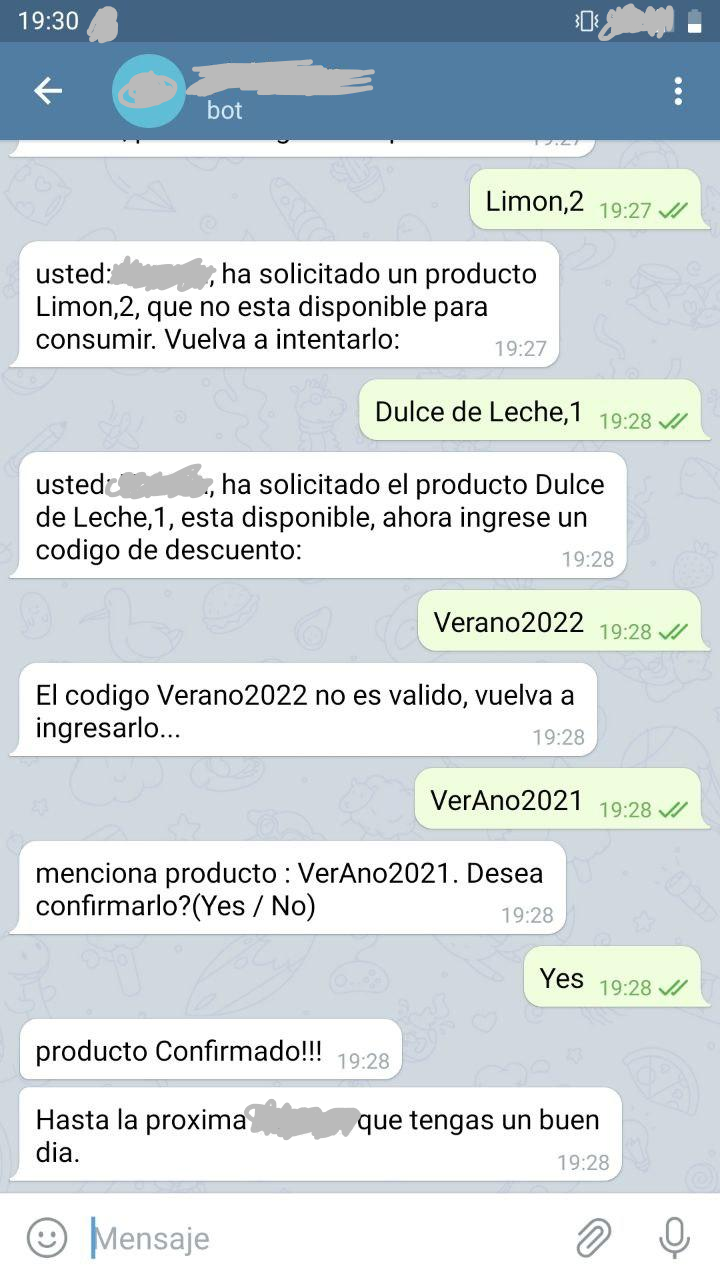 19:30
bot
19:27
Limon,2 19:27
usted: , ha solicitado un producto
Limon,2, que no esta disponible para
consumir. Vuelva a intentarlo:
19:27
Dulce de Leche,1 19:28
usted: , ha solicitado el producto Dulce
de Leche,1, esta disponible, ahora ingrese un
codigo de descuento:
19:28
Verano2022 19:28
El codigo Verano2022 no es valido, vuelva a
ingresarlo...
19:28
VerAno2021 19:28
menciona producto : VerAno2021. Desea
confirmarlo?(Yes / No)
19:28
Yes 19:28
producto Confirmado!!! 19:28
Hasta la proxima que tengas un buen
dia.
19:28
Mensaje